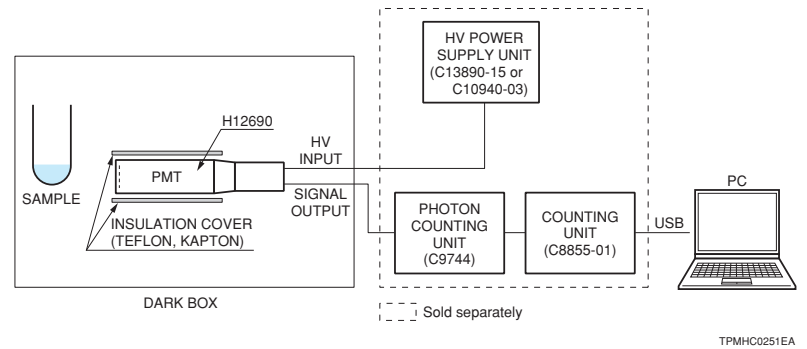 HV POWER
SUPPLY UNIT
(C13890-15 or
C10940-03)
H12690
HV
INPUT
PMT
SAMPLE
SIGNAL
OUTPUT
INSULATION COVER
(TEFLON, KAPTON)
PHOTON
COUNTING
UNIT
(C9744)
COUNTING
UNIT
(C8855-01)
USB
PC
DARK BOX
Sold separately
TPMHC0251EA